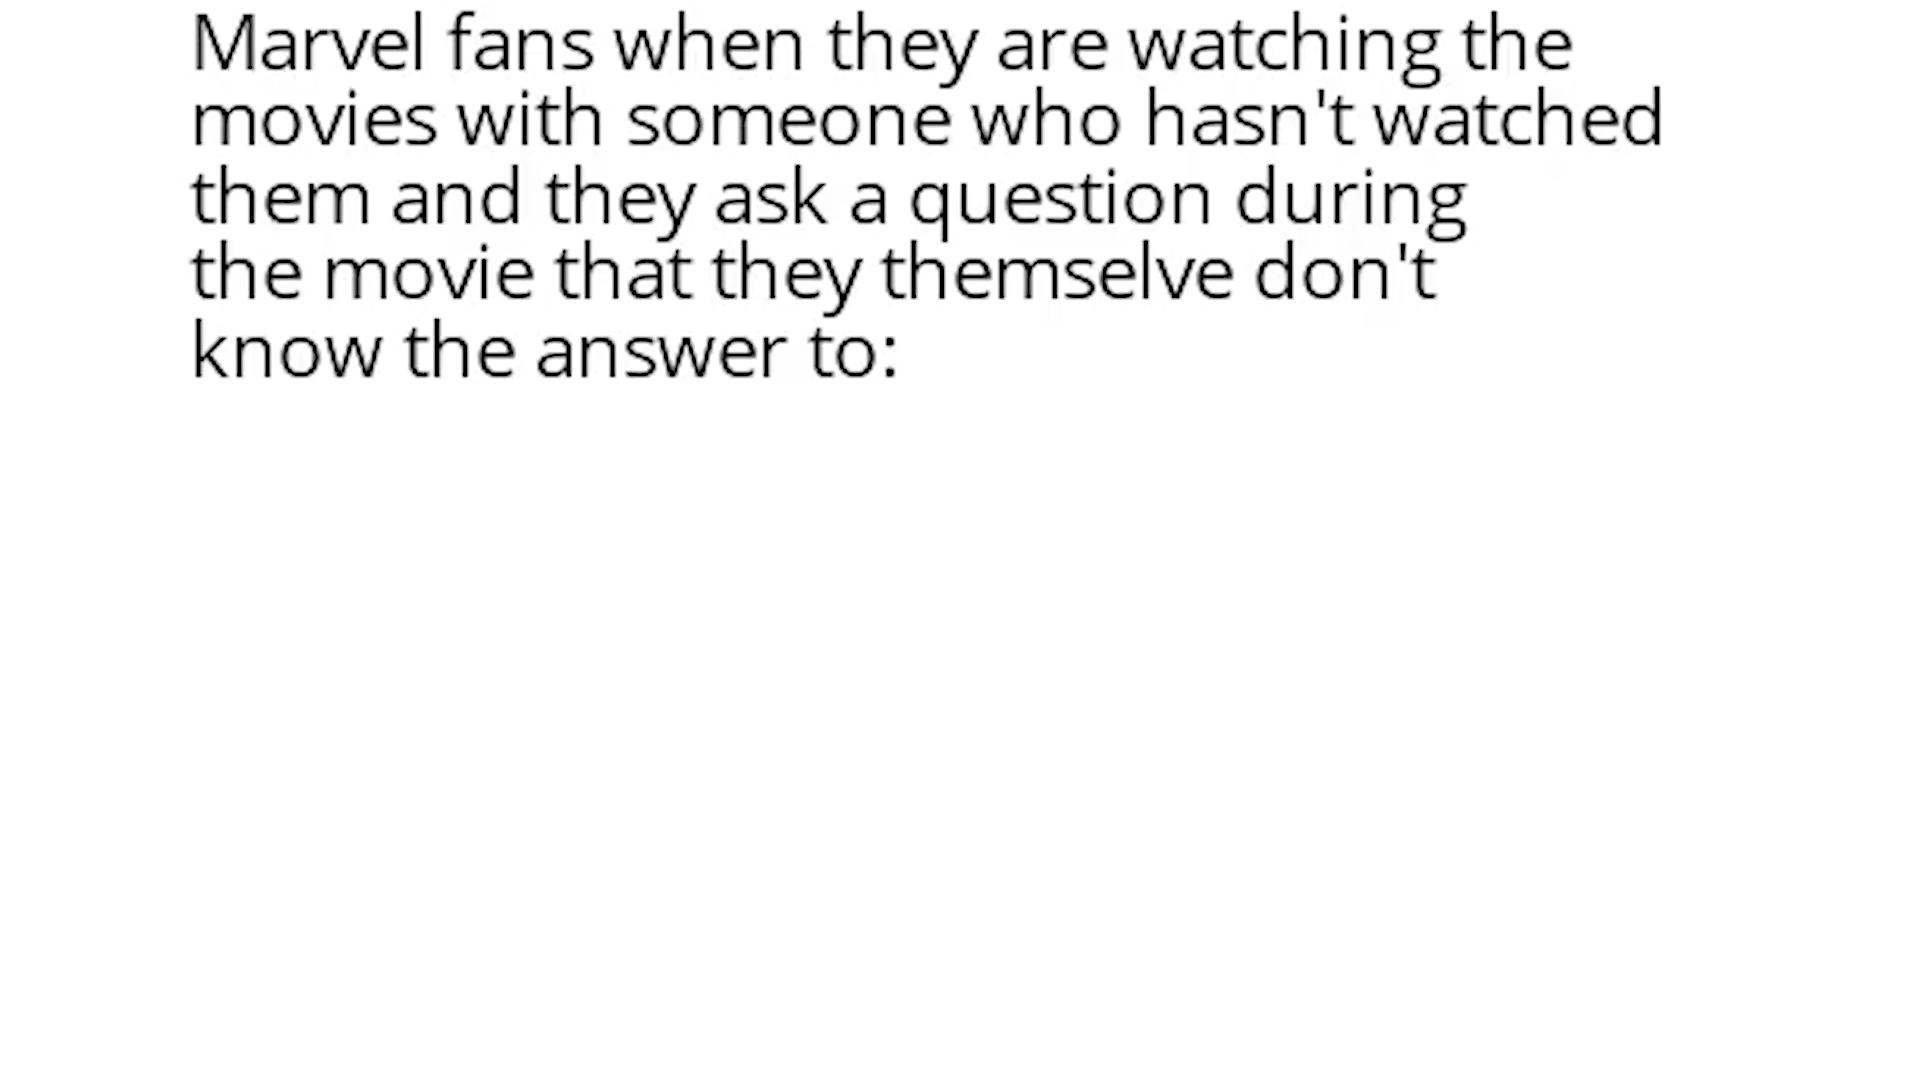 Marvel fans when they are watching the
movies with someone who hasn't watched
them and they ask a question during
the movie that they themselve don't
know the answer to: